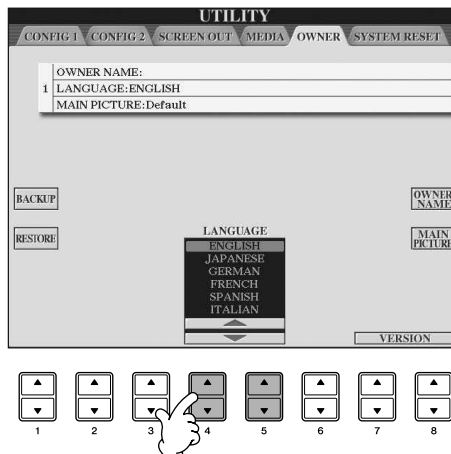 UTILITY
CONFIG 1 CONFIG 2 SCREEN OUT MEDIA OWNER SYSTEM RESET
OWNER NAME:
1 LANGUAGE:ENGLISH
MAIN PICTURE:Default
BACKUP
OWNER
NAME
RESTORE
MAIN
PICTURE
LANGUAGE
ENGLISH
JAPANESE
GERMAN
FRENCH
SPANISH
ITALIAN
VERSION
1 2 3 4 5 6 7 8